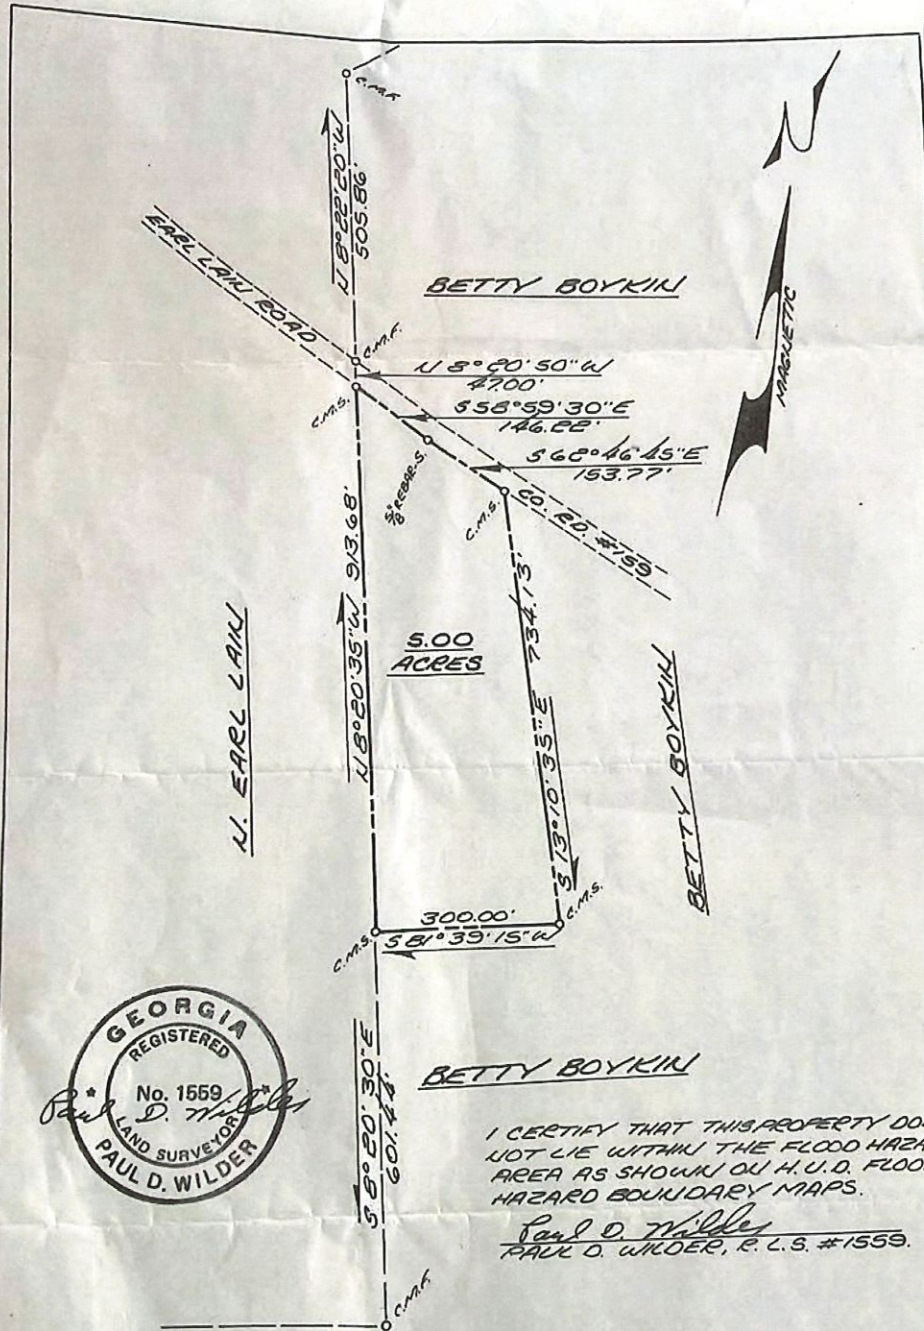 C.M.F.
N 8°22'20"W
505.86'
EARL LAIN ROAD
BETTY BOYKIN
MAGNETIC
C.M.F.
N 8°20'50"W
47.00'
C.M.S.
S 58°59'30"E
146.22'
S 62°46'45"E
153.77'
5/8" REBAR-S.
C.M.S.
CO. RD. #159
N 8°20'35"W 913.68'
5.00
ACRES
S 13°10'35"E 734.13'
N. EARL LAIN
BETTY BOYKIN
300.00'
S 81°39'15"W
C.M.S.
C.M.S.
GEORGIA
REGISTERED
No. 1559
Paul D. Wilder
LAND SURVEYOR
PAUL D. WILDER
S 8°20'30"E
601.44'
BETTY BOYKIN
I CERTIFY THAT THIS PROPERTY DO
NOT LIE WITHIN THE FLOOD HAZA
AREA AS SHOWN ON H.U.D. FLOO
HAZARD BOUNDARY MAPS.
Paul D. Wilder
PAUL D. WILDER, R.L.S. #1559.
C.M.F.